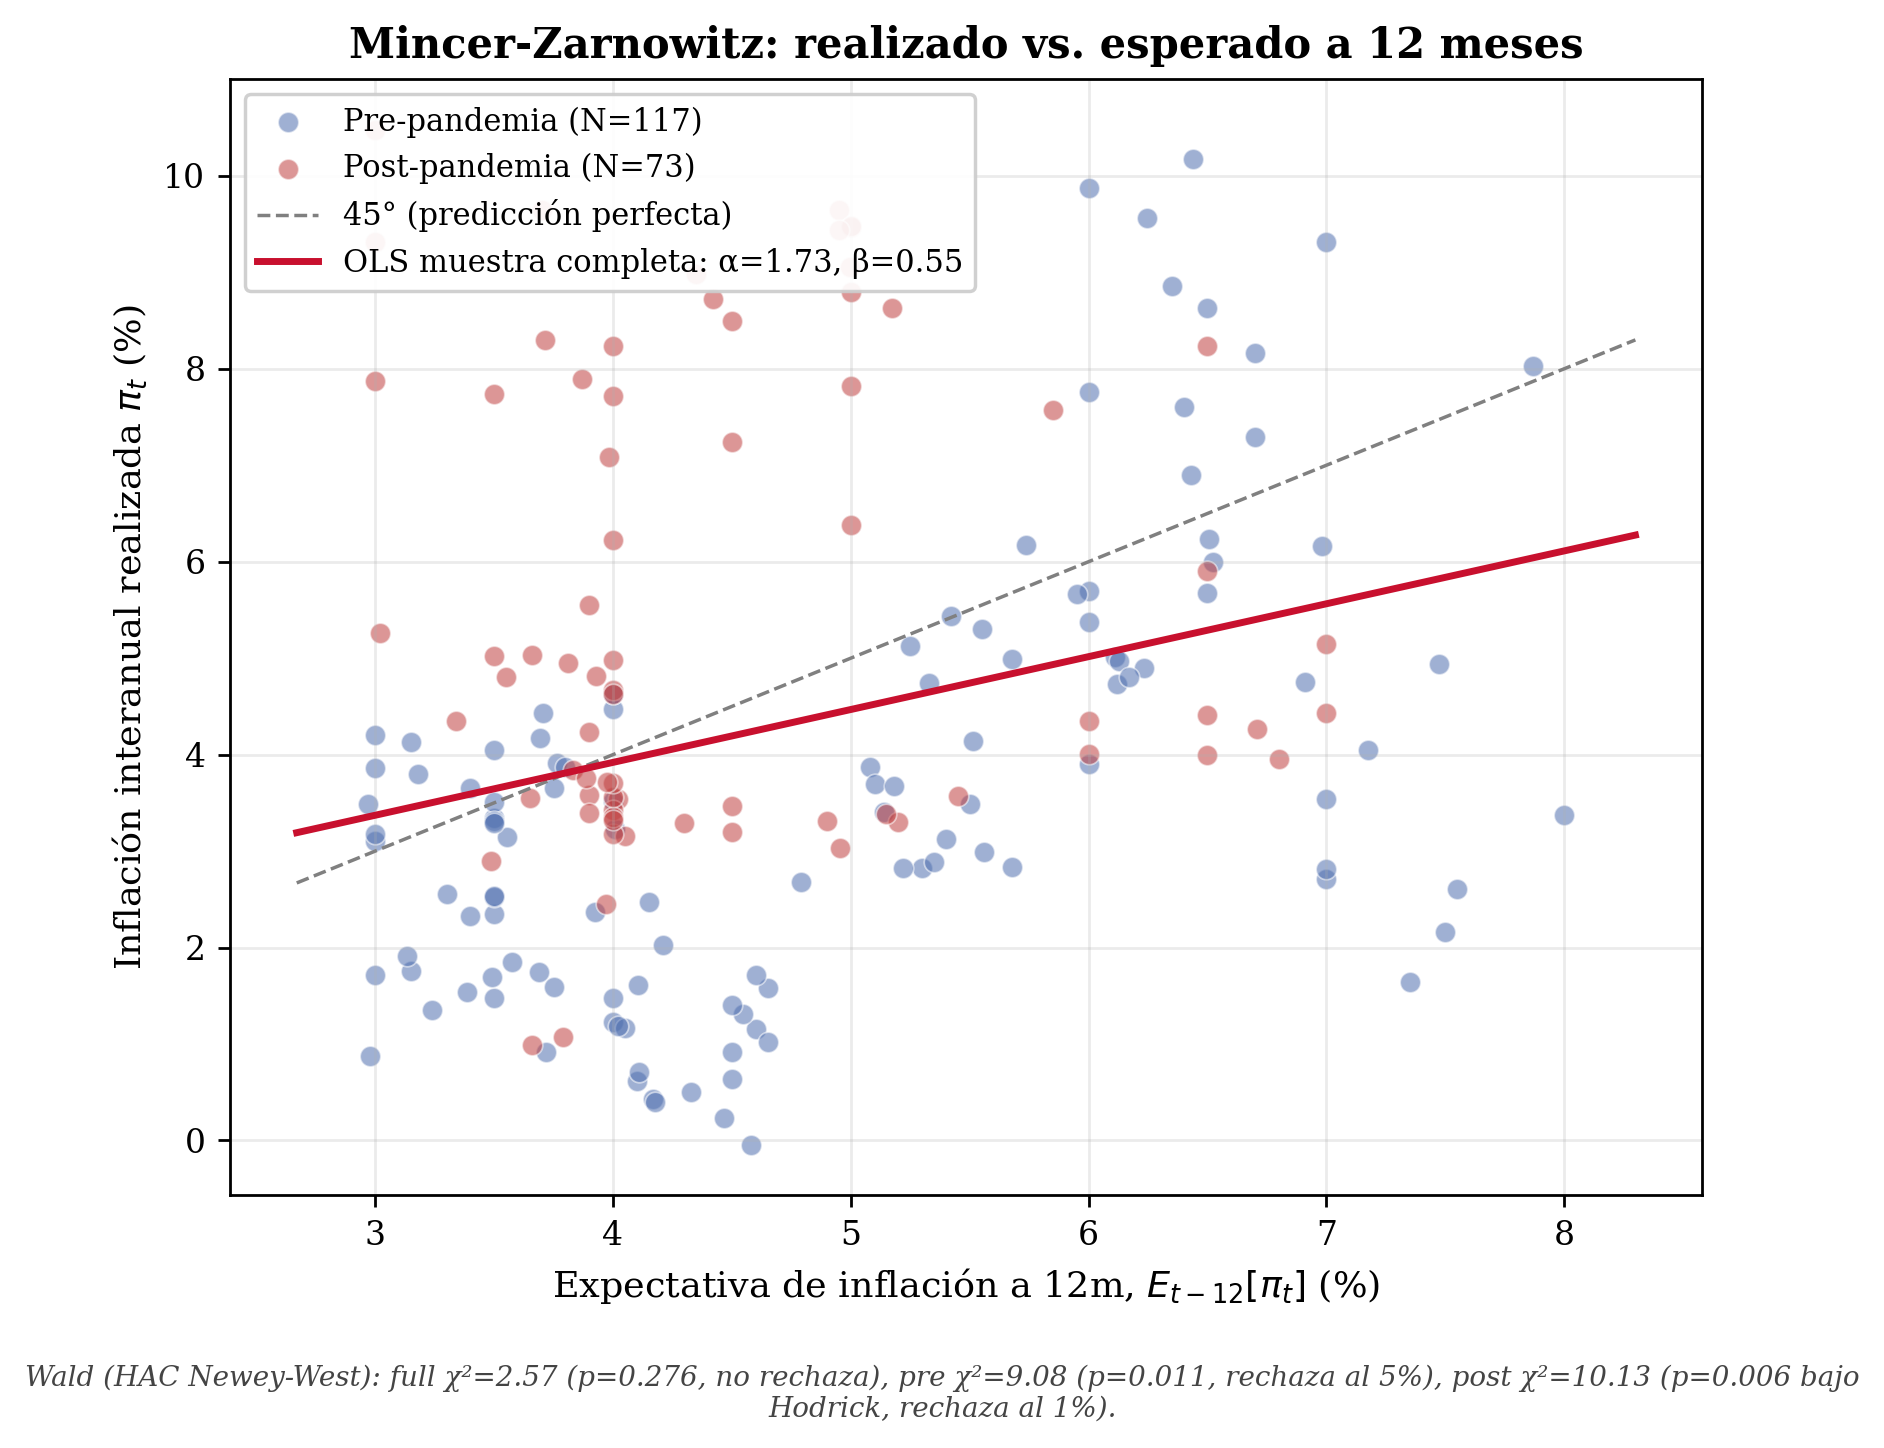 Mincer-Zarnowitz: realizado vs. esperado a 12 meses
Pre-pandemia (N=117)
Post-pandemia (N=73)
45° (predicción perfecta)
OLS muestra completa: α=1.73, β=0.55
Inflación interanual realizada πₜ (%)
10
8
6
4
2
0
3 4 5 6 7 8
Expectativa de inflación a 12m, Eₜ₋₁₂[πₜ] (%)
Wald (HAC Newey-West): full χ²=2.57 (p=0.276, no rechaza), pre χ²=9.08 (p=0.011, rechaza al 5%), post χ²=10.13 (p=0.006 bajo
Hodrick, rechaza al 1%).